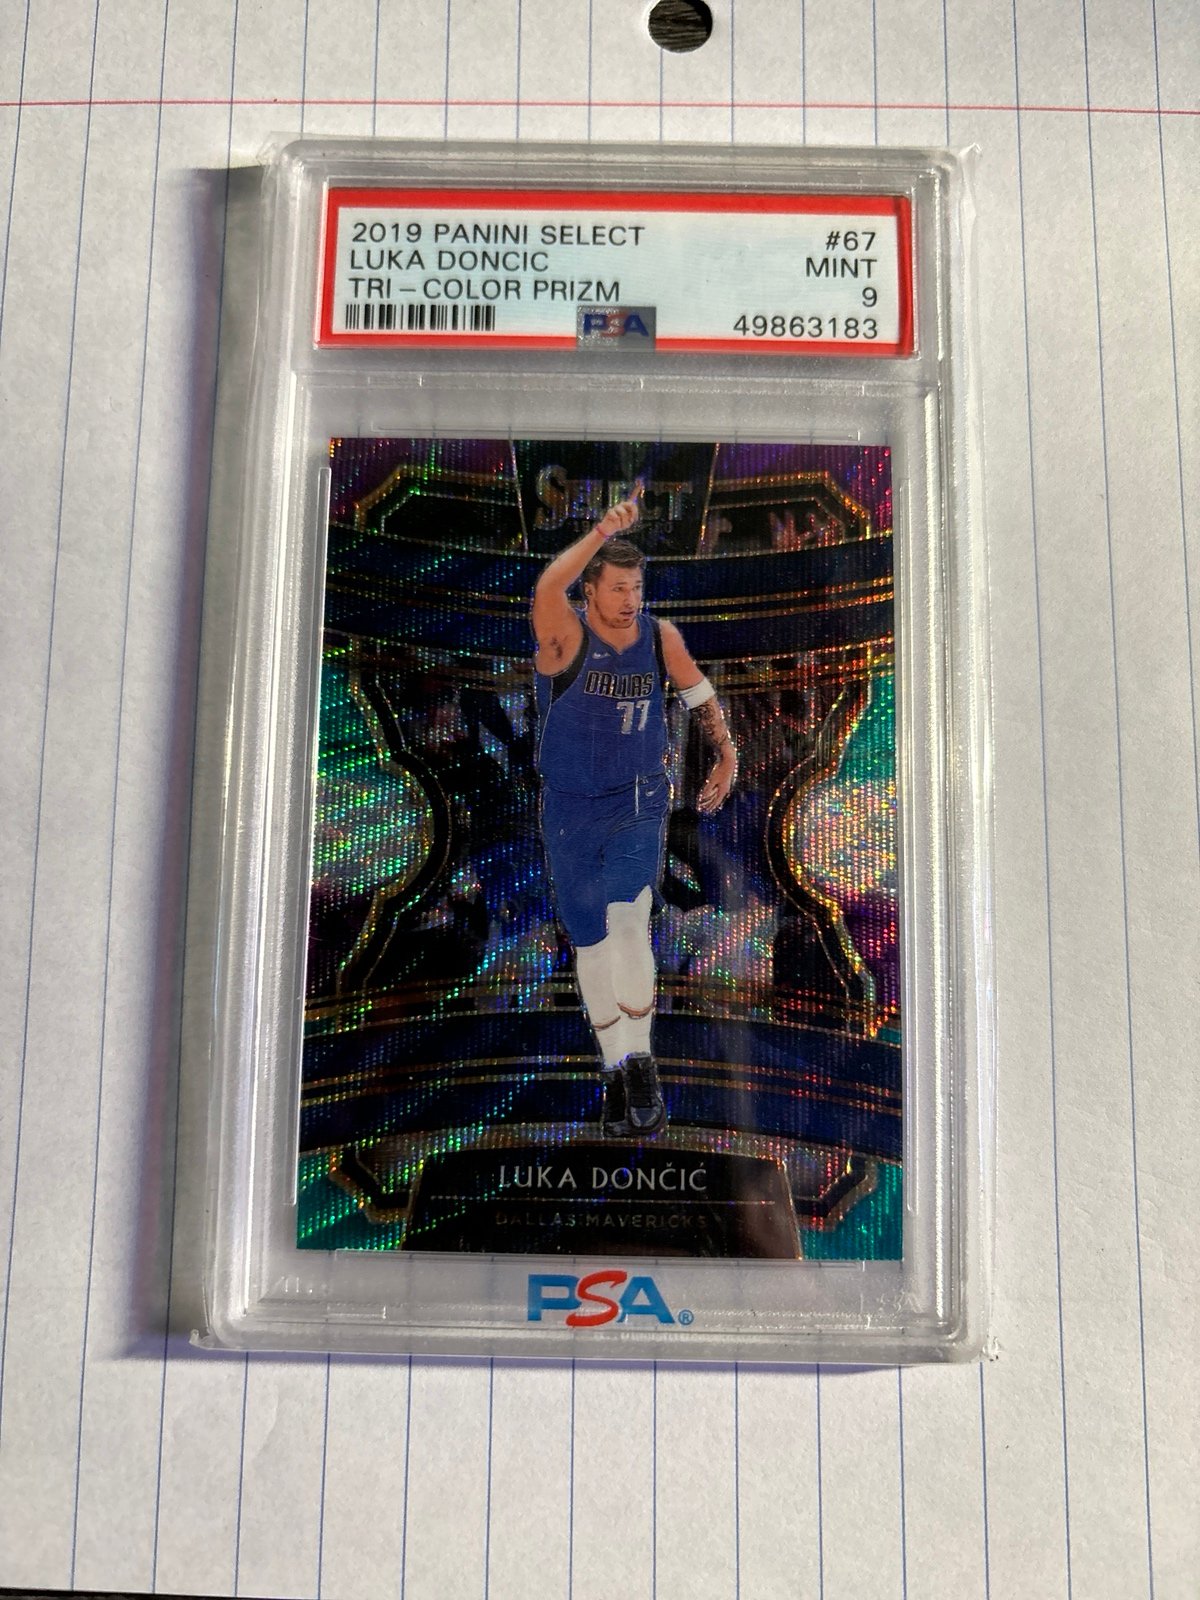 2019 PANINI SELECT #67
LUKA DONCIC MINT
TRI-COLOR PRIZM 9
PSA 49863183
SELECT
DALLAS
77
LUKA DONČIĆ
DALLAS MAVERICKS
PSA®